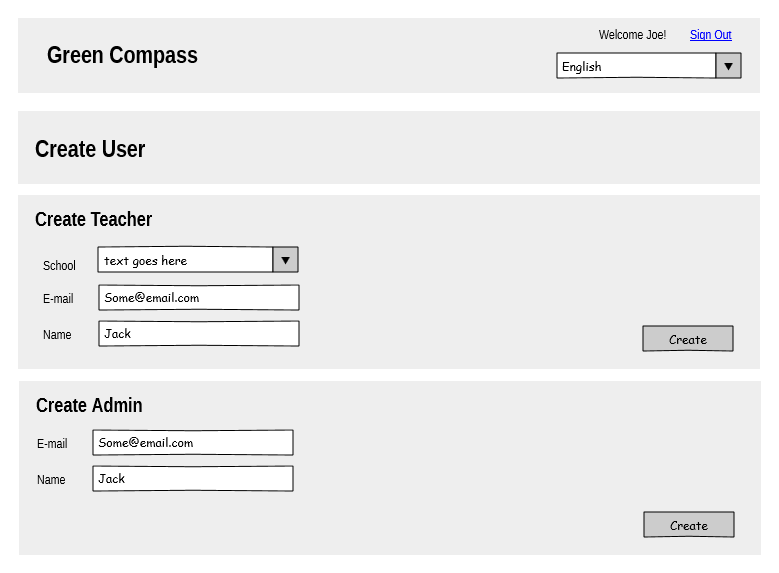 Welcome Joe! Sign Out
Green Compass
English
Create User
Create Teacher
School text goes here
E-mail Some@email.com
Name Jack
Create
Create Admin
E-mail Some@email.com
Name Jack
Create